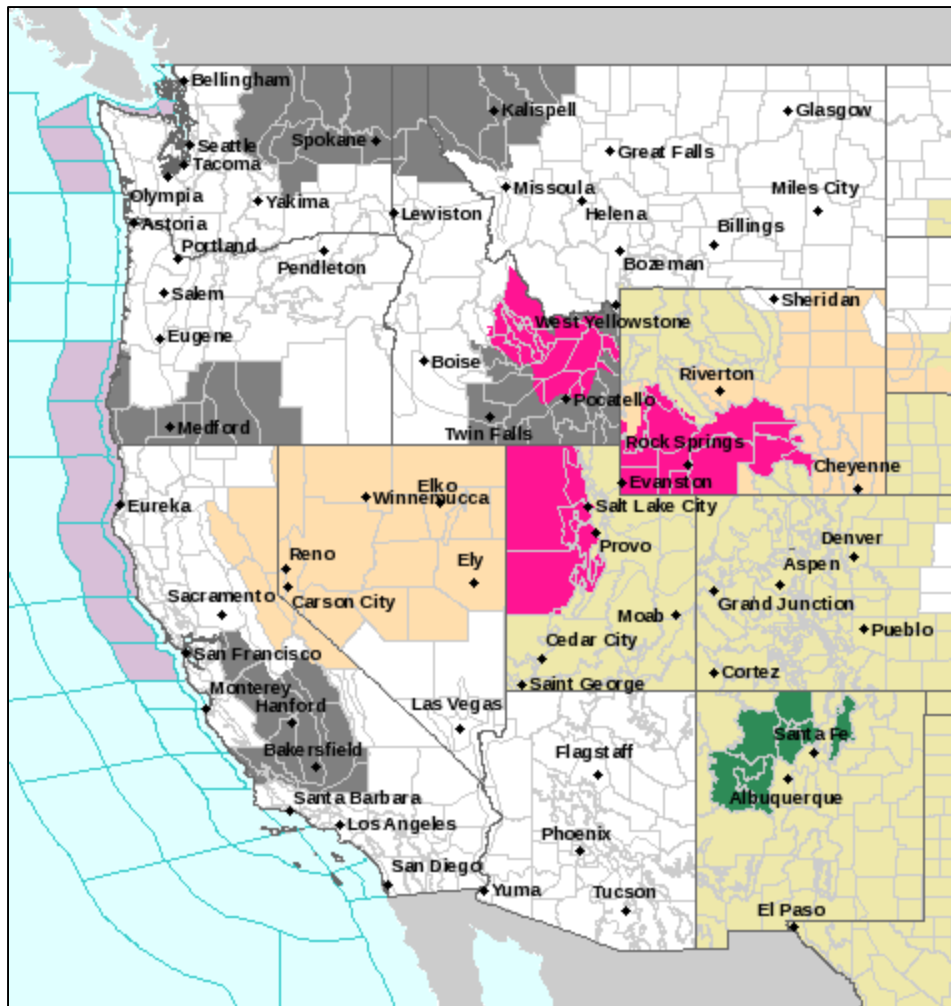 Bellingham
Kalispell
Glasgow
Seattle
Spokane
Great Falls
Tacoma
Olympia
Missoula
Miles City
Yakima
Lewiston
Helena
Astoria
Billings
Portland
Pendleton
Bozeman
Salem
Sheridan
West Yellowstone
Eugene
Boise
Riverton
Pocatello
Medford
Twin Falls
Rock Springs
Cheyenne
Evanston
Elko
Winnemucca
Eureka
Salt Lake City
Provo
Denver
Reno
Ely
Aspen
Sacramento
Carson City
Grand Junction
Moab
Pueblo
San Francisco
Cedar City
Cortez
Saint George
Monterey
Hanford
Las Vegas
Santa Fe
Bakersfield
Flagstaff
Albuquerque
Santa Barbara
Los Angeles
Phoenix
San Diego
Yuma
Tucson
El Paso